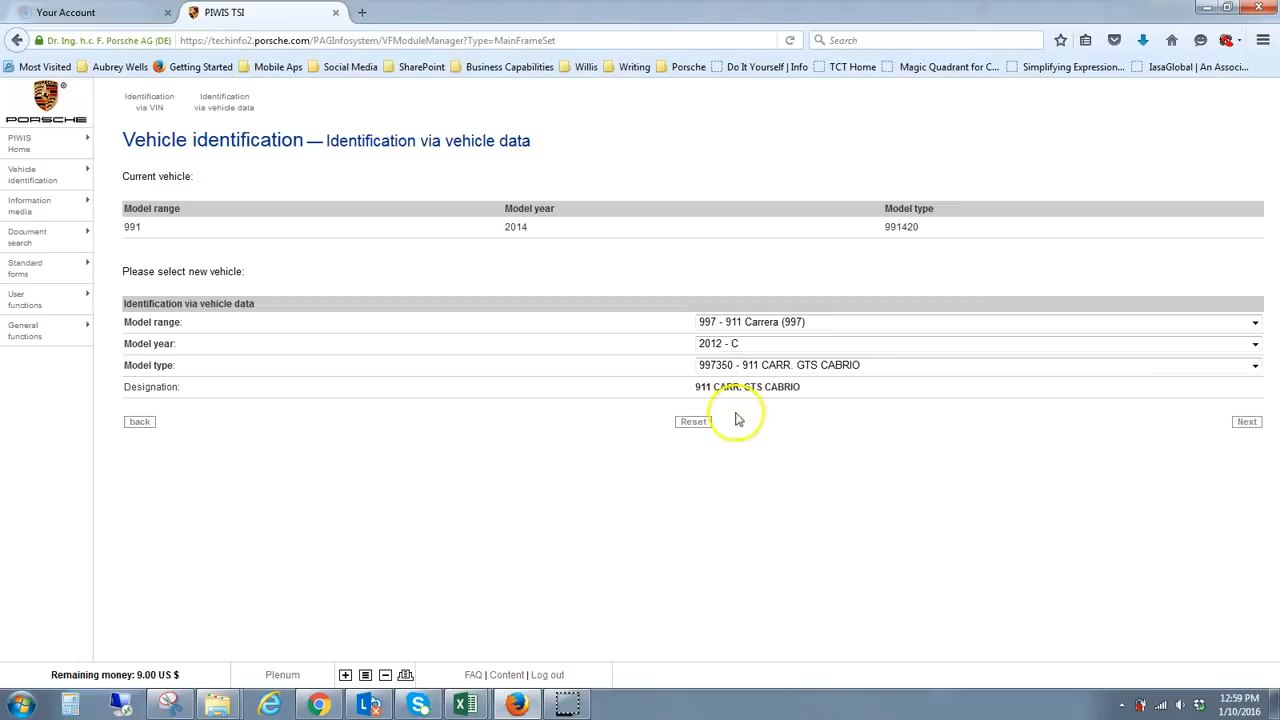 Your Account
PIWIS TSI
Dr. Ing. h.c. F. Porsche AG (DE)
https://techinfo2.porsche.com/PAGInfosystem/VFModuleManager?Type=MainFrameSet
Search
Most Visited
Aubrey Wells
Getting Started
Mobile Aps
Social Media
SharePoint
Business Capabilities
Willis
Writing
Porsche
Do It Yourself | Info
TCT Home
Magic Quadrant for C...
Simplifying Expression...
IasaGlobal | An Associ...
PORSCHE
PIWIS
Home
Vehicle
identification
Information
media
Document
search
Standard
forms
User
functions
General
functions
Identification
via VIN
Identification
via vehicle data
Vehicle identification — Identification via vehicle data
Current vehicle:
Model range Model year Model type
991 2014 991420
Please select new vehicle:
Identification via vehicle data
Model range: 997 - 911 Carrera (997)
Model year: 2012 - C
Model type: 997350 - 911 CARR. GTS CABRIO
Designation: 911 CARR. GTS CABRIO
back Reset Next
Remaining money: 9.00 US $
Plenum
FAQ | Content | Log out
12:59 PM
1/10/2016